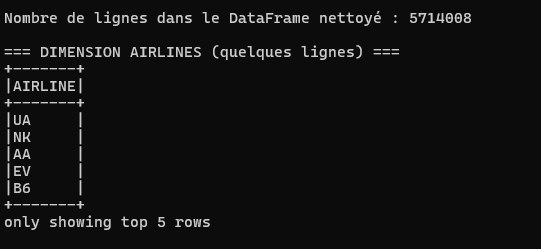 Nombre de lignes dans le DataFrame nettoyé : 5714008
=== DIMENSION AIRLINES (quelques lignes) ===
+-------+
|AIRLINE|
+-------+
|UA     |
|NK     |
|AA     |
|EV     |
|B6     |
+-------+
only showing top 5 rows